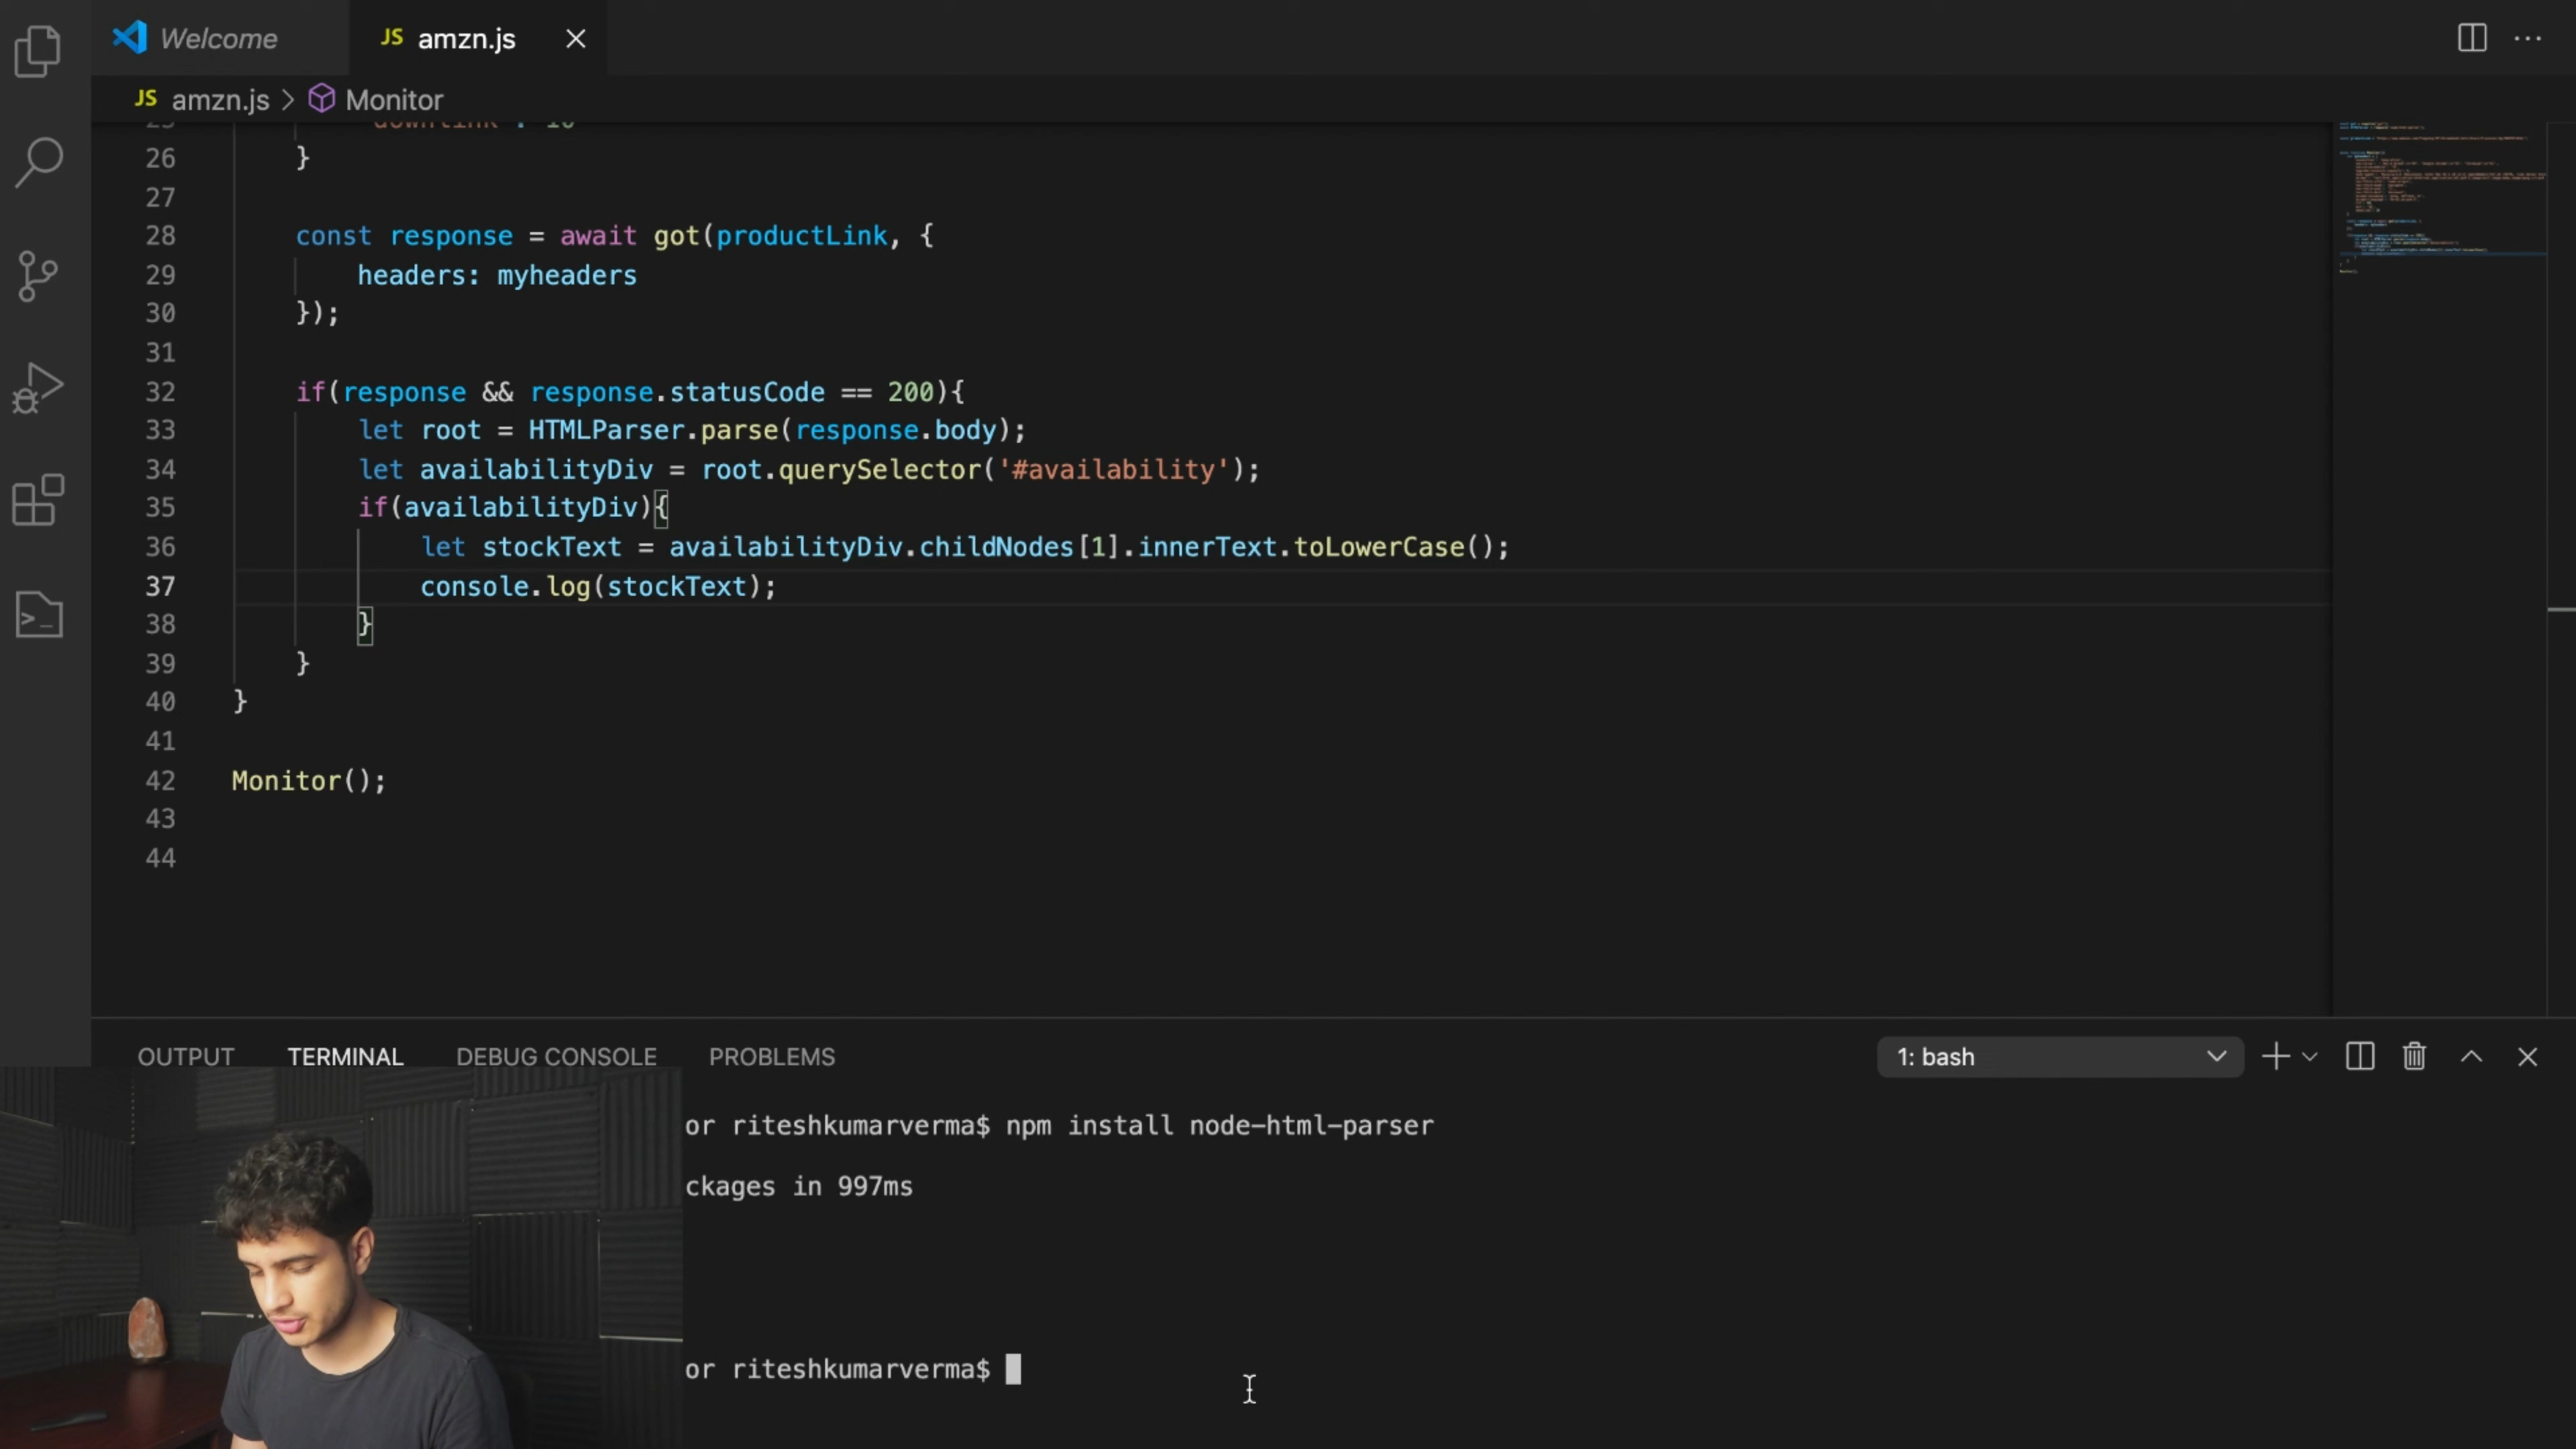 Welcome
JS amzn.js
JS amzn.js > Monitor
26 }
27
28 const response = await got(productLink, {
29 headers: myheaders
30 });
31
32 if(response && response.statusCode == 200){
33 let root = HTMLParser.parse(response.body);
34 let availabilityDiv = root.querySelector('#availability');
35 if(availabilityDiv){
36 let stockText = availabilityDiv.childNodes[1].innerText.toLowerCase();
37 console.log(stockText);
38 }
39 }
40 }
41
42 Monitor();
43
44
OUTPUT TERMINAL DEBUG CONSOLE PROBLEMS 1: bash
or riteshkumarverma$ npm install node-html-parser
ckages in 997ms
or riteshkumarverma$